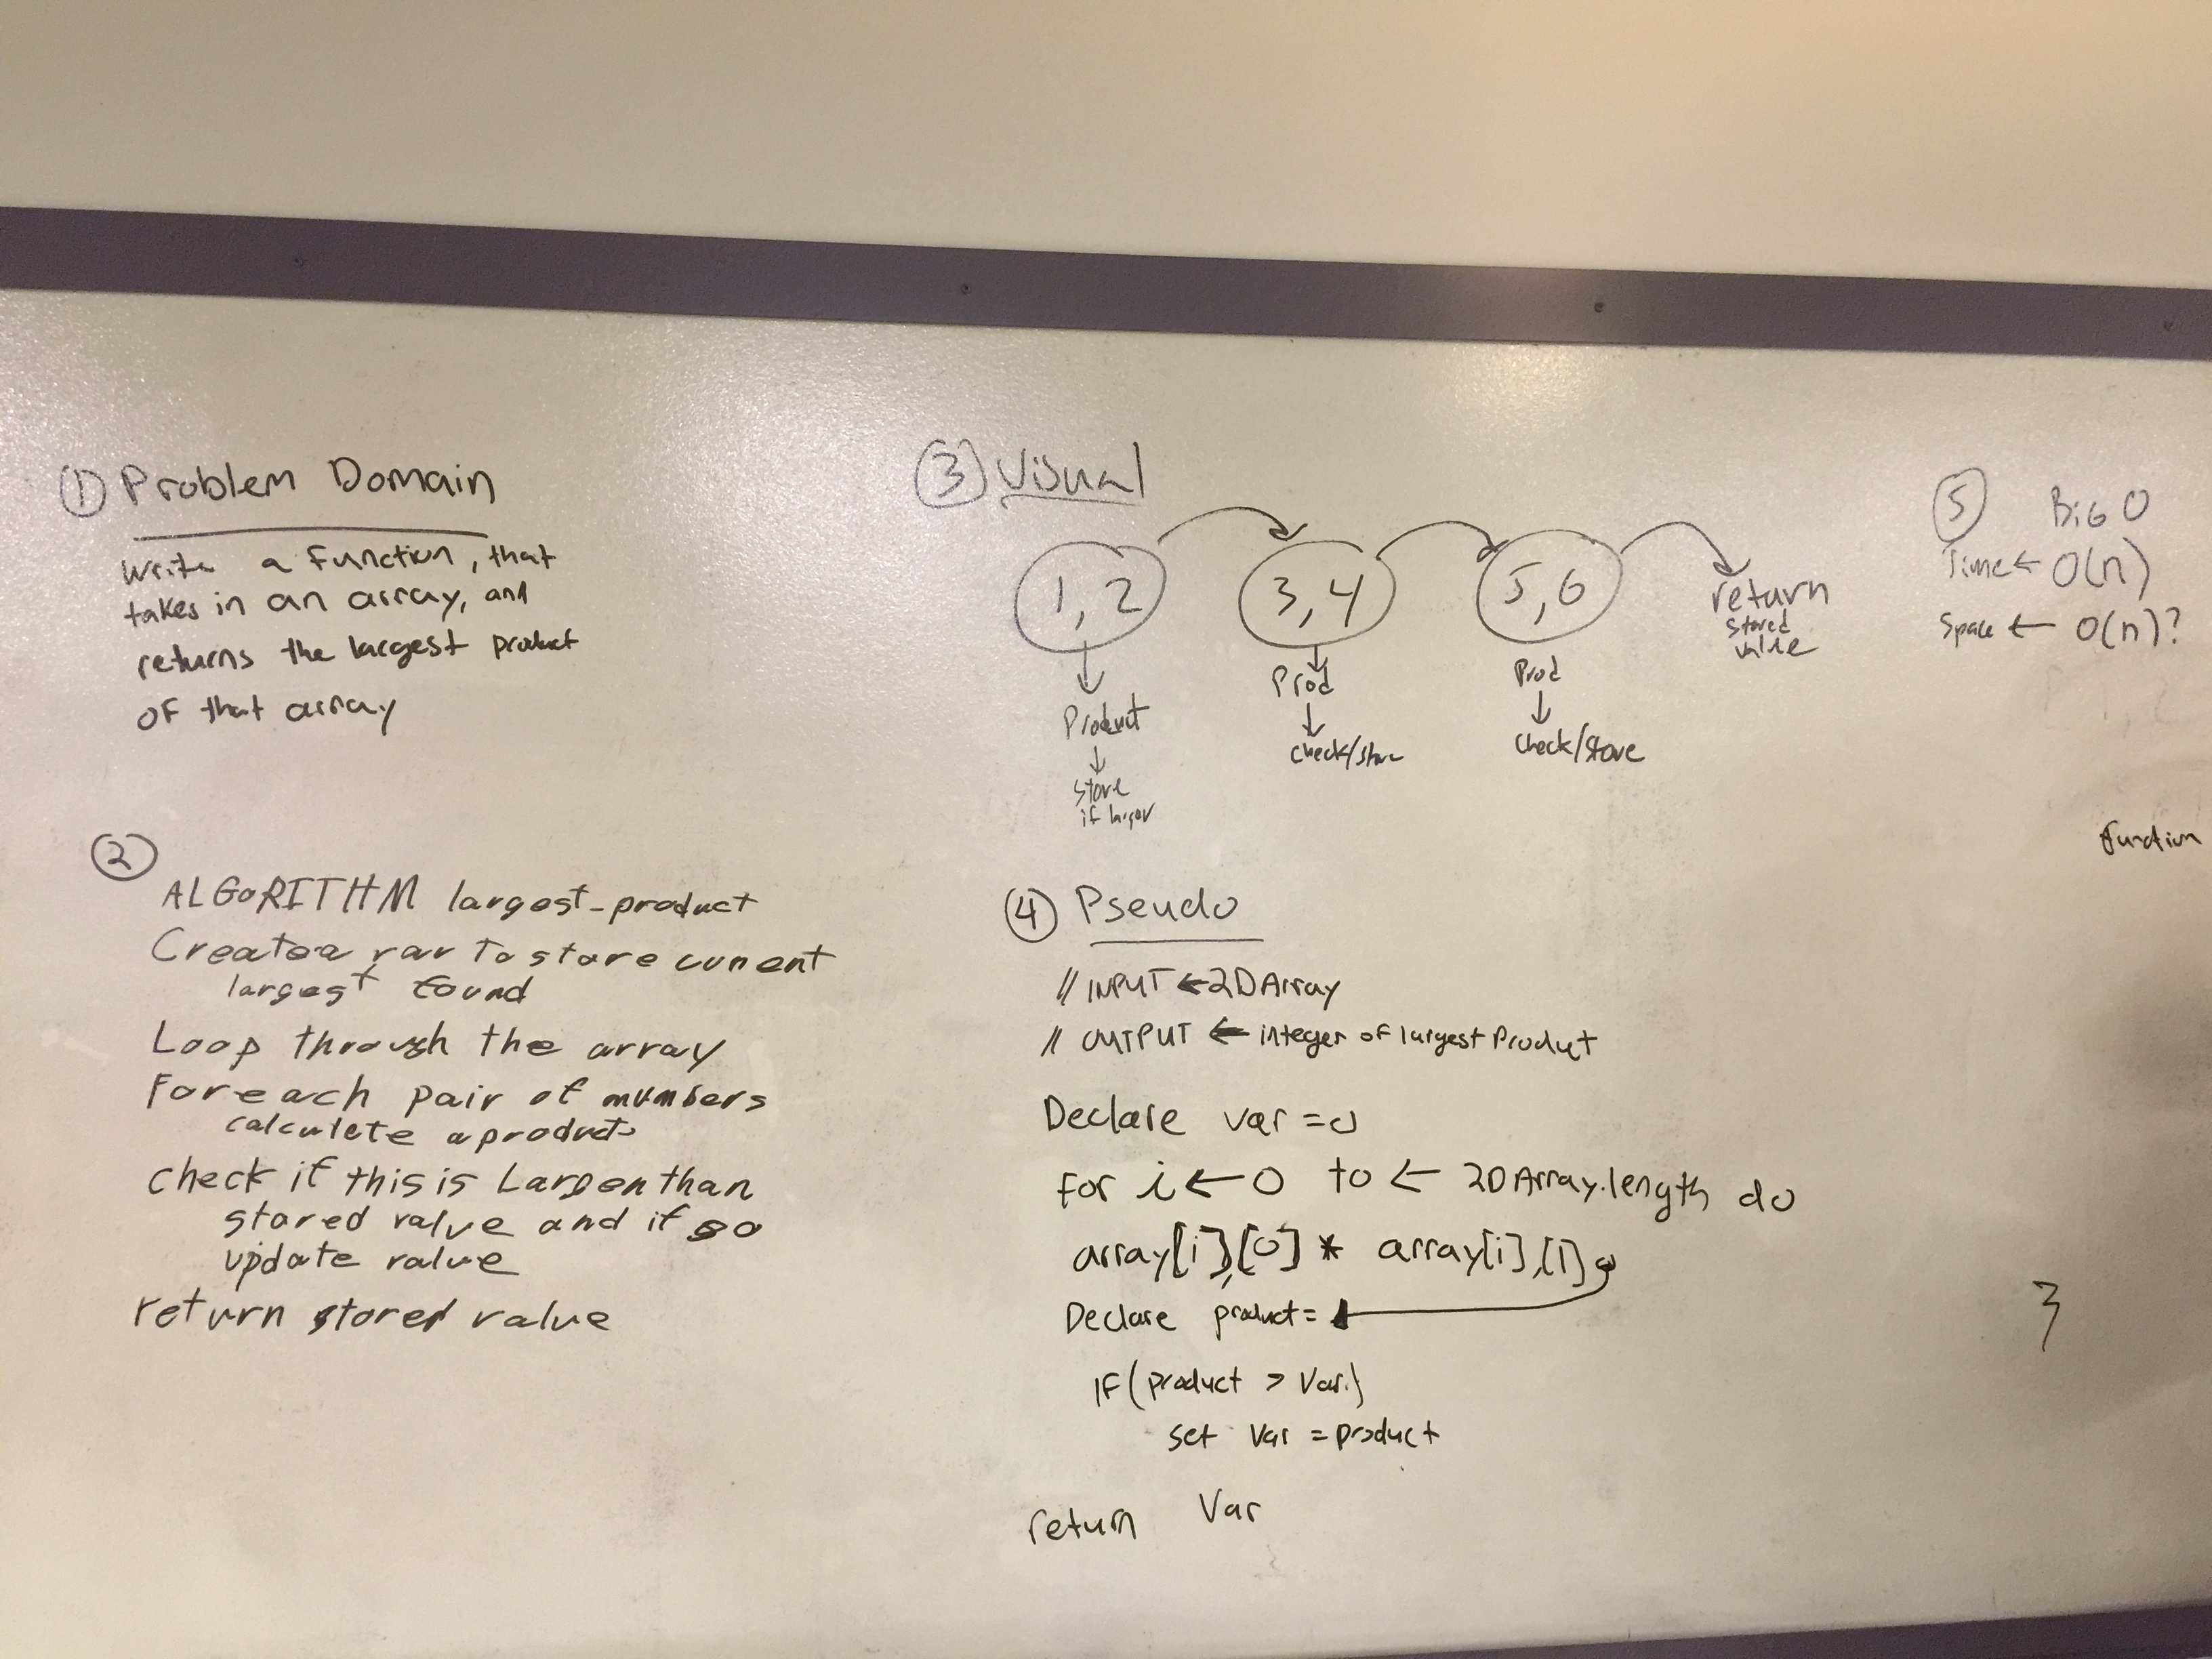 ① Problem Domain
Write a function, that
takes in an array, and
returns the largest product
of that array
②
ALGORITHM largest_product
Create a var to store current
largest found
Loop through the array
For each pair of numbers
calculate a product
check if this is Larger than
stored value and if so
update value
return stored value
③ Visual
1, 2
3, 4
5, 6
return
stored
value
Product
store
if larger
Prod
check/store
Prod
check/store
④ Pseudo
// INPUT ← 2D Array
// OUTPUT ← integer of largest Product
Declare var = 0
for i ← 0 to ← 2D Array.length do
array[i],[0] * array[i],[1]
Declare product =
IF (product > Var.)
set Var = product
return Var
⑤ BiG O
Time ← O(n)
Space ← O(n)?
function
}